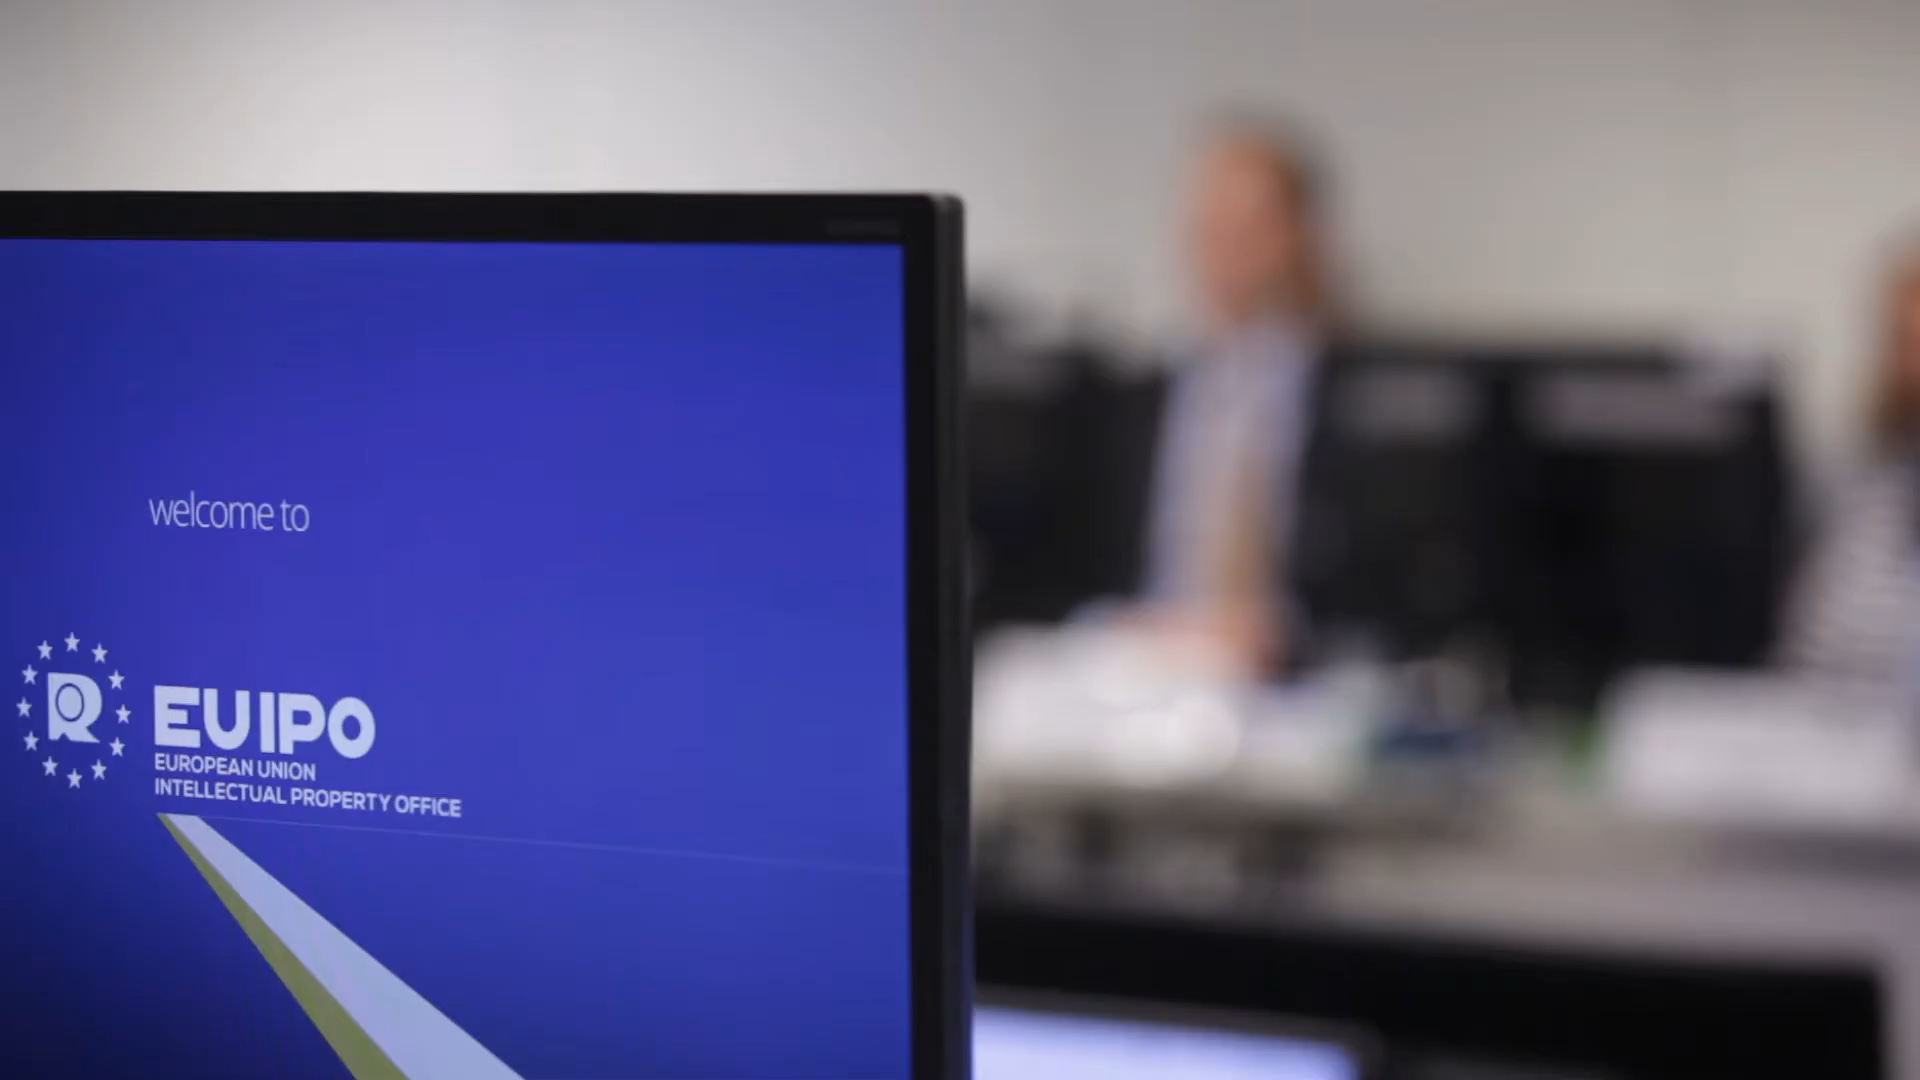 welcome to
R
EUIPO
EUROPEAN UNION
INTELLECTUAL PROPERTY OFFICE